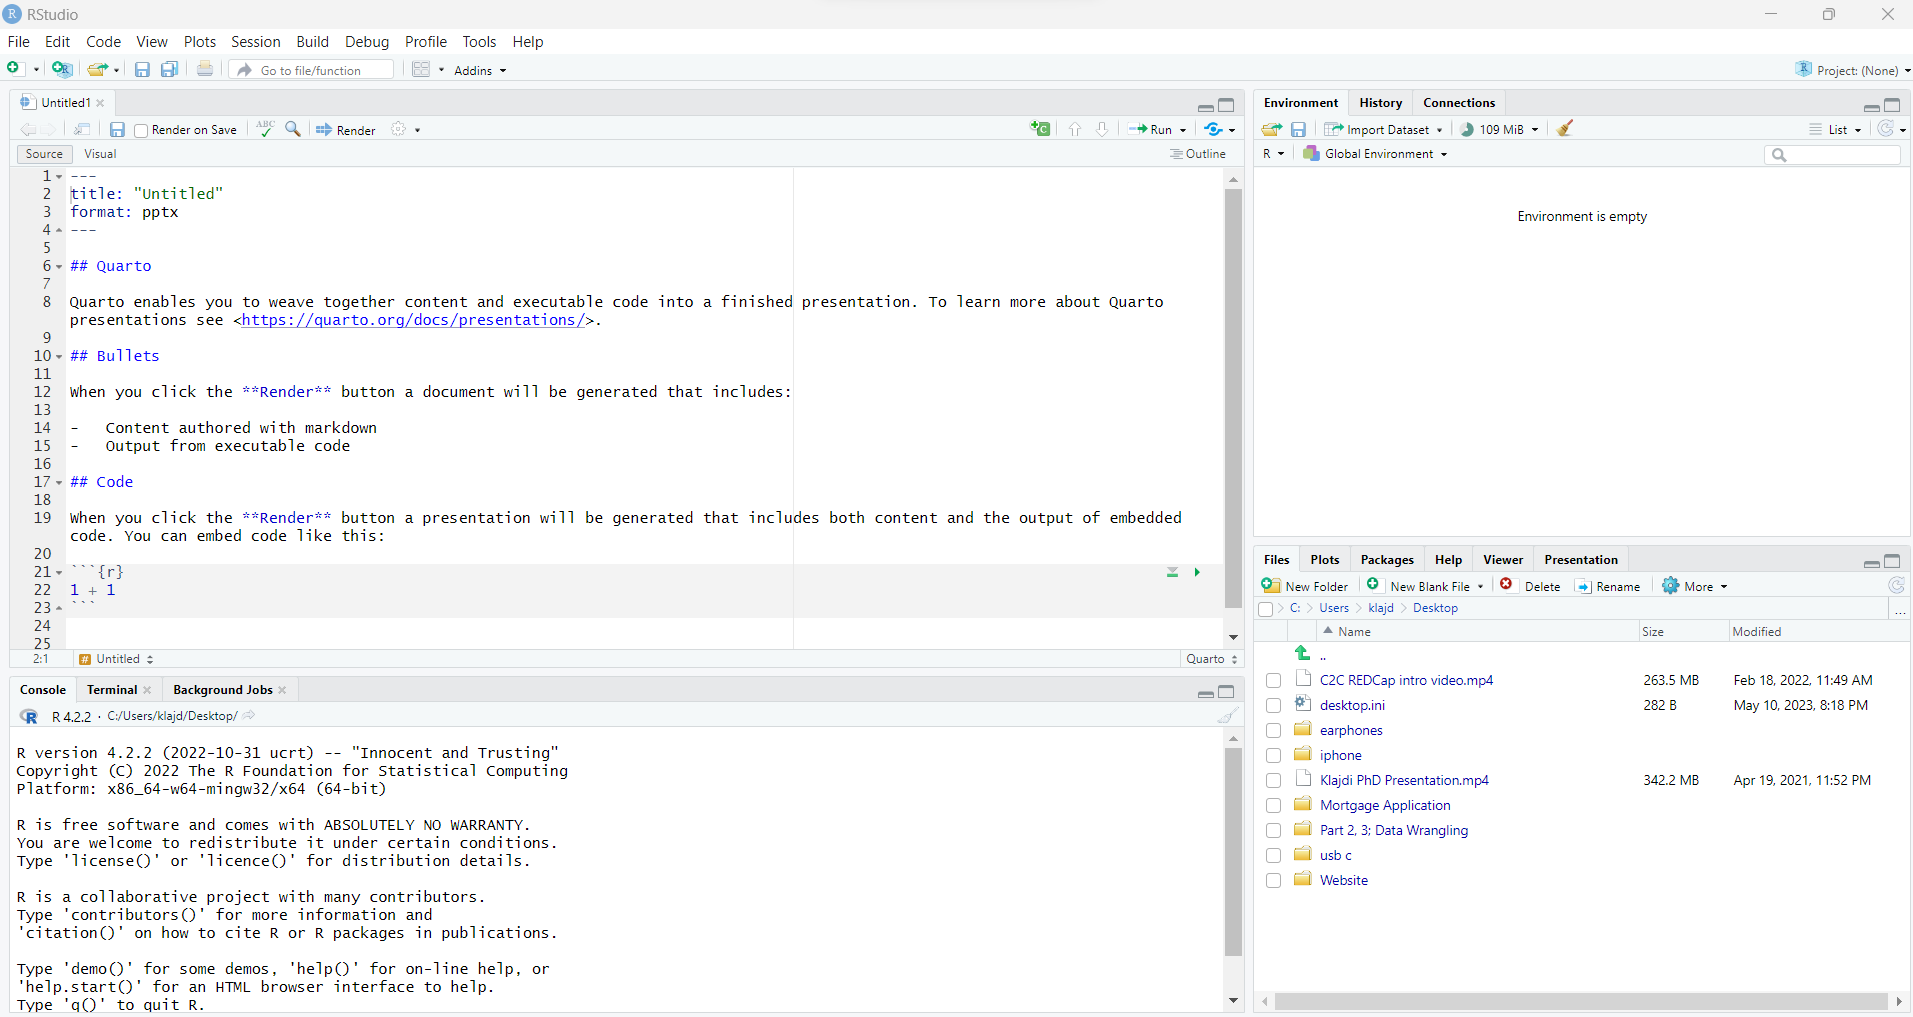 RStudio
File Edit Code View Plots Session Build Debug Profile Tools Help
Go to file/function Addins Project: (None)
Untitled1
Render on Save ABC Render Run
Source Visual Outline
1 ---
2 title: "Untitled"
3 format: pptx
4 ---
5
6 ## Quarto
7
8 Quarto enables you to weave together content and executable code into a finished presentation. To learn more about Quarto
presentations see <https://quarto.org/docs/presentations/>.
9
10 ## Bullets
11
12 When you click the **Render** button a document will be generated that includes:
13
14 - Content authored with markdown
15 - Output from executable code
16
17 ## Code
18
19 When you click the **Render** button a presentation will be generated that includes both content and the output of embedded
code. You can embed code like this:
20
21 ```{r}
22 1 + 1
23 ```
24
25
2:1 # Untitled Quarto
Console Terminal Background Jobs
R 4.2.2 · C:/Users/klajd/Desktop/
R version 4.2.2 (2022-10-31 ucrt) -- "Innocent and Trusting"
Copyright (C) 2022 The R Foundation for Statistical Computing
Platform: x86_64-w64-mingw32/x64 (64-bit)
R is free software and comes with ABSOLUTELY NO WARRANTY.
You are welcome to redistribute it under certain conditions.
Type 'license()' or 'licence()' for distribution details.
R is a collaborative project with many contributors.
Type 'contributors()' for more information and
'citation()' on how to cite R or R packages in publications.
Type 'demo()' for some demos, 'help()' for on-line help, or
'help.start()' for an HTML browser interface to help.
Type 'q()' to quit R.
Environment History Connections
Import Dataset 109 MiB List
R Global Environment
Environment is empty
Files Plots Packages Help Viewer Presentation
New Folder New Blank File Delete Rename More
C: Users klajd Desktop ...
Name Size Modified
..
C2C REDCap intro video.mp4 263.5 MB Feb 18, 2022, 11:49 AM
desktop.ini 282 B May 10, 2023, 8:18 PM
earphones
iphone
Klajdi PhD Presentation.mp4 342.2 MB Apr 19, 2021, 11:52 PM
Mortgage Application
Part 2, 3; Data Wrangling
usb c
Website